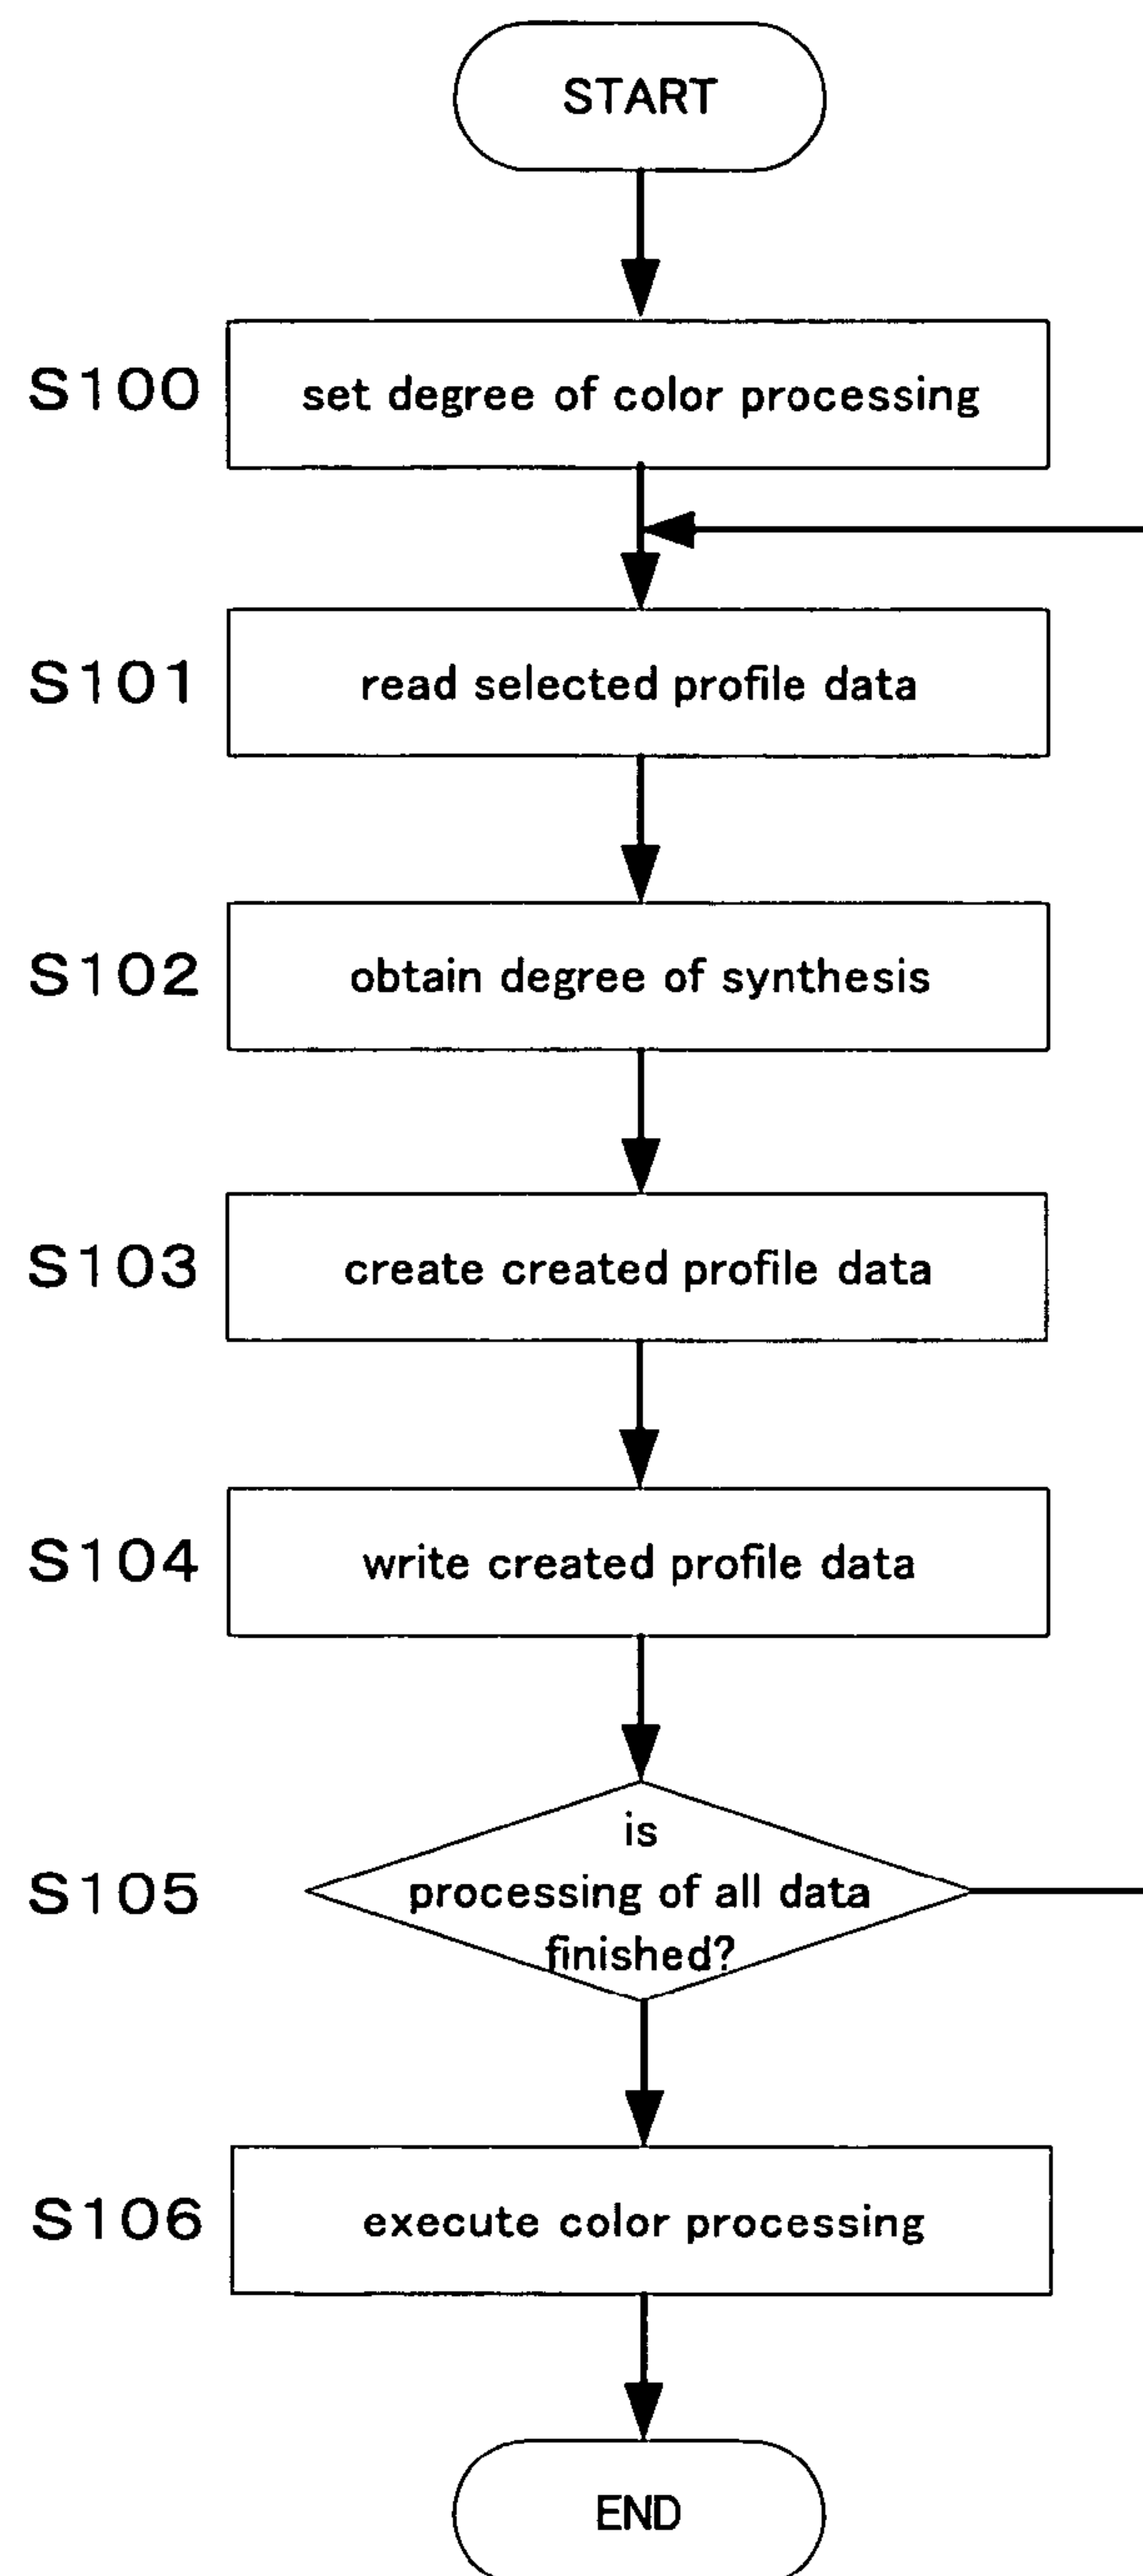 START
S100
set degree of color processing
S101
read selected profile data
S102
obtain degree of synthesis
S103
create created profile data
S104
write created profile data
S105
is
processing of all data
finished?
S106
execute color processing
END